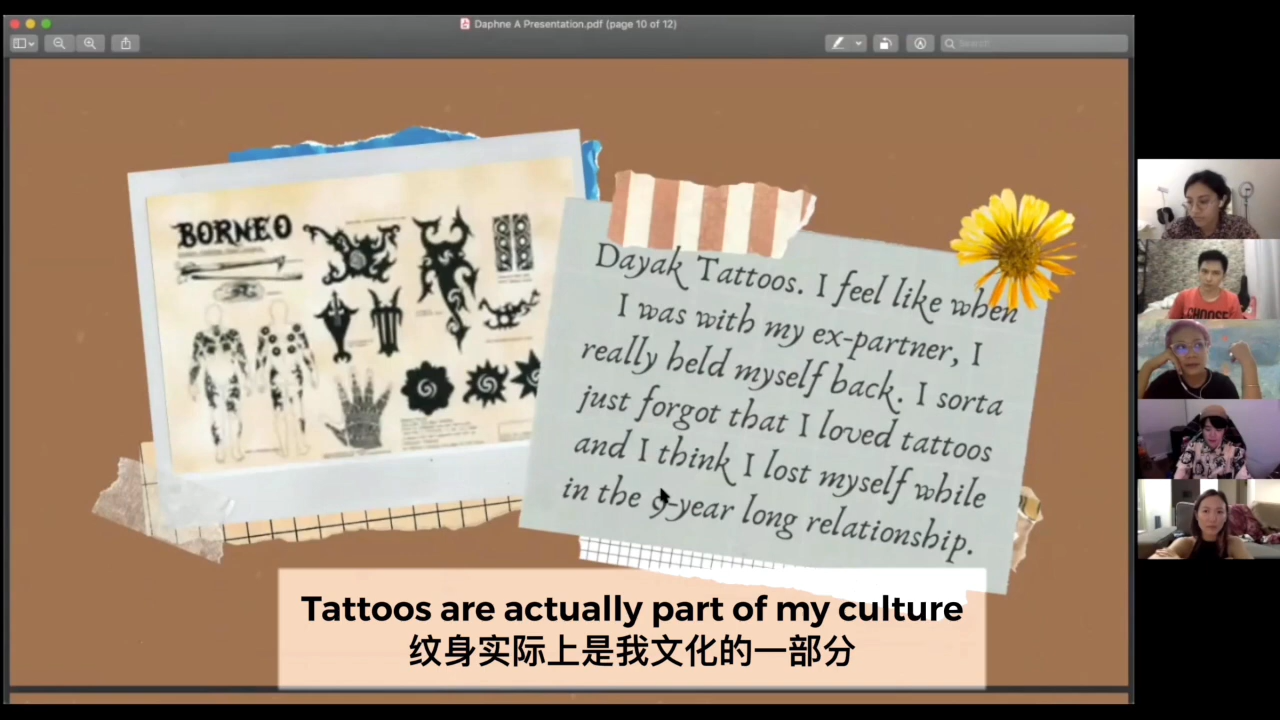 Daphne A Presentation.pdf (page 10 of 12)
Search
BORNEO
Dayak Tattoos. I feel like when
I was with my ex-partner, I
really held myself back. I sorta
just forgot that I loved tattoos
and I think I lost myself while
in the 9-year long relationship.
I CHOOSE
Tattoos are actually part of my culture
纹身实际上是我文化的一部分